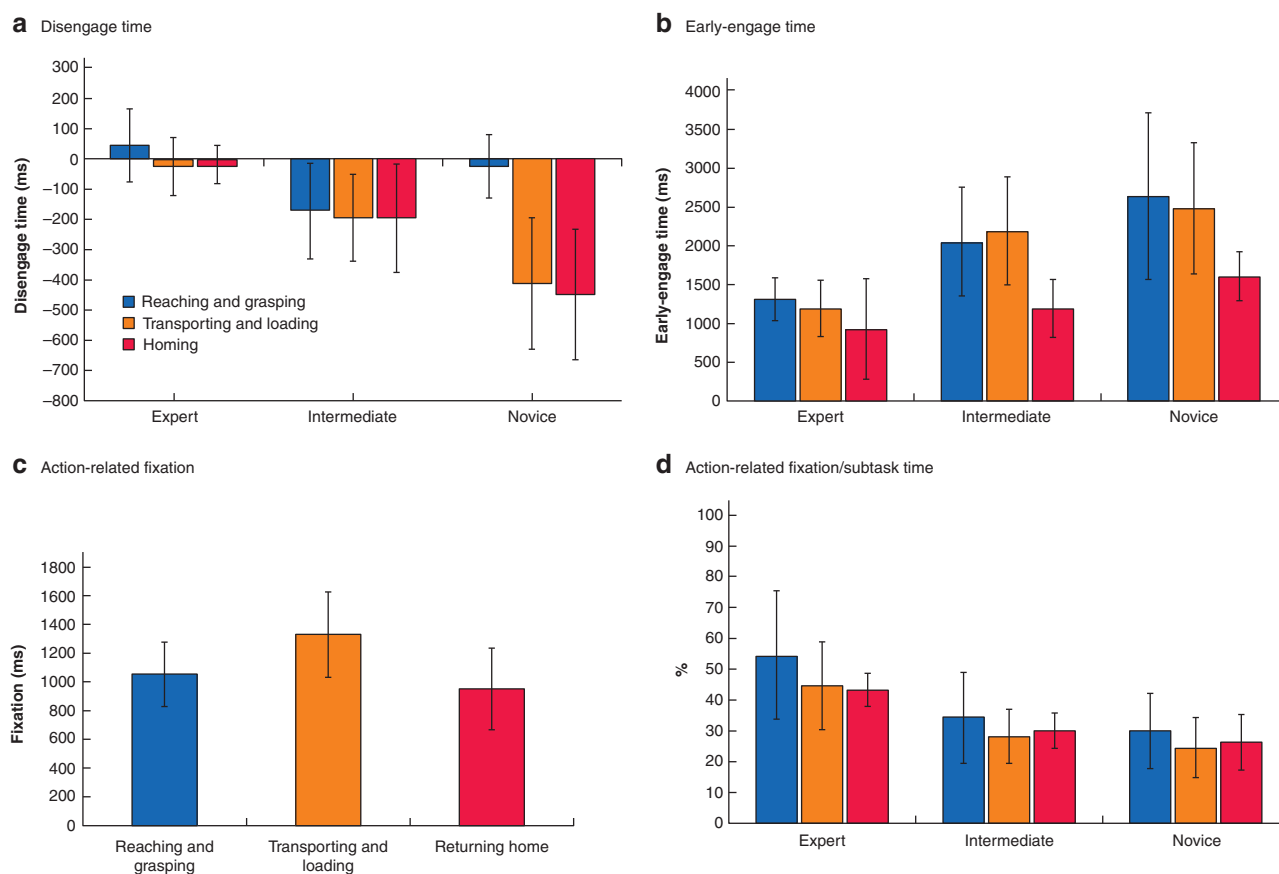 a Disengage time
300
200
100
0
–100
–200
–300
–400
–500
–600
–700
–800
Disengage time (ms)
Reaching and grasping
Transporting and loading
Homing
Expert Intermediate Novice
b Early-engage time
4000
3500
3000
2500
2000
1500
1000
500
0
Early-engage time (ms)
Expert Intermediate Novice
c Action-related fixation
1800
1600
1400
1200
1000
800
600
400
200
0
Fixation (ms)
Reaching and
grasping
Transporting and
loading
Returning home
d Action-related fixation/subtask time
100
90
80
70
60
50
40
30
20
10
0
%
Expert Intermediate Novice